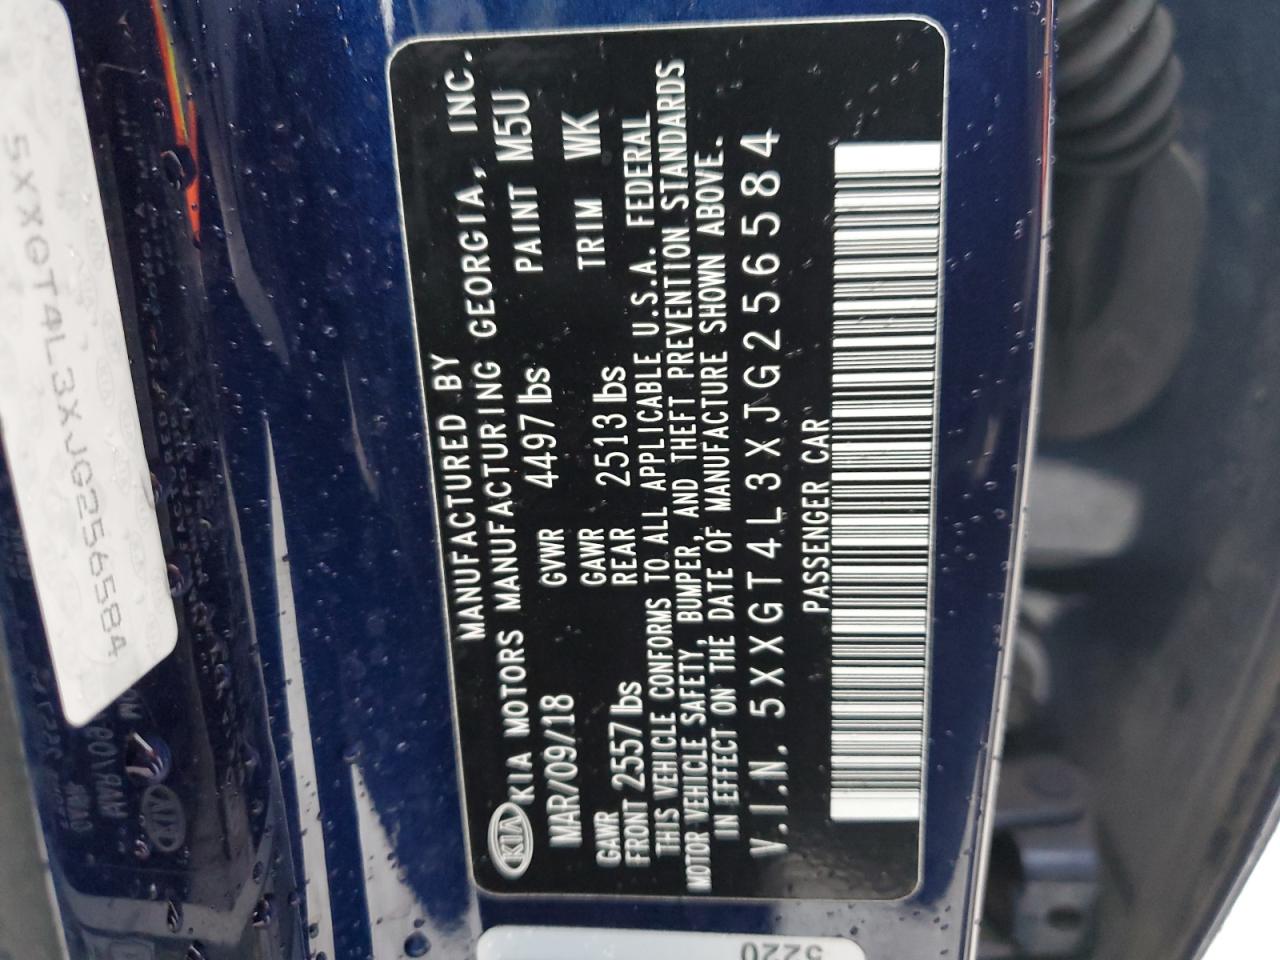 MANUFACTURED BY
KIA KIA MOTORS MANUFACTURING GEORGIA, INC.
MAR/09/18 GVWR 4497 lbs PAINT M5U
GAWR FRONT 2557 lbs GAWR REAR 2513 lbs TRIM WK
THIS VEHICLE CONFORMS TO ALL APPLICABLE U.S.A. FEDERAL
MOTOR VEHICLE SAFETY, BUMPER, AND THEFT PREVENTION STANDARDS
IN EFFECT ON THE DATE OF MANUFACTURE SHOWN ABOVE.
V.I.N. 5XXGT4L3XJG256584
PASSENGER CAR
5XXGT4L3XJG256584
5220